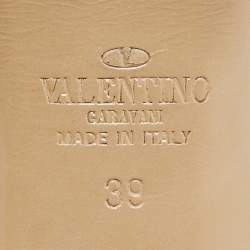 V
VALENTINO
GARAVANI
MADE IN ITALY
39